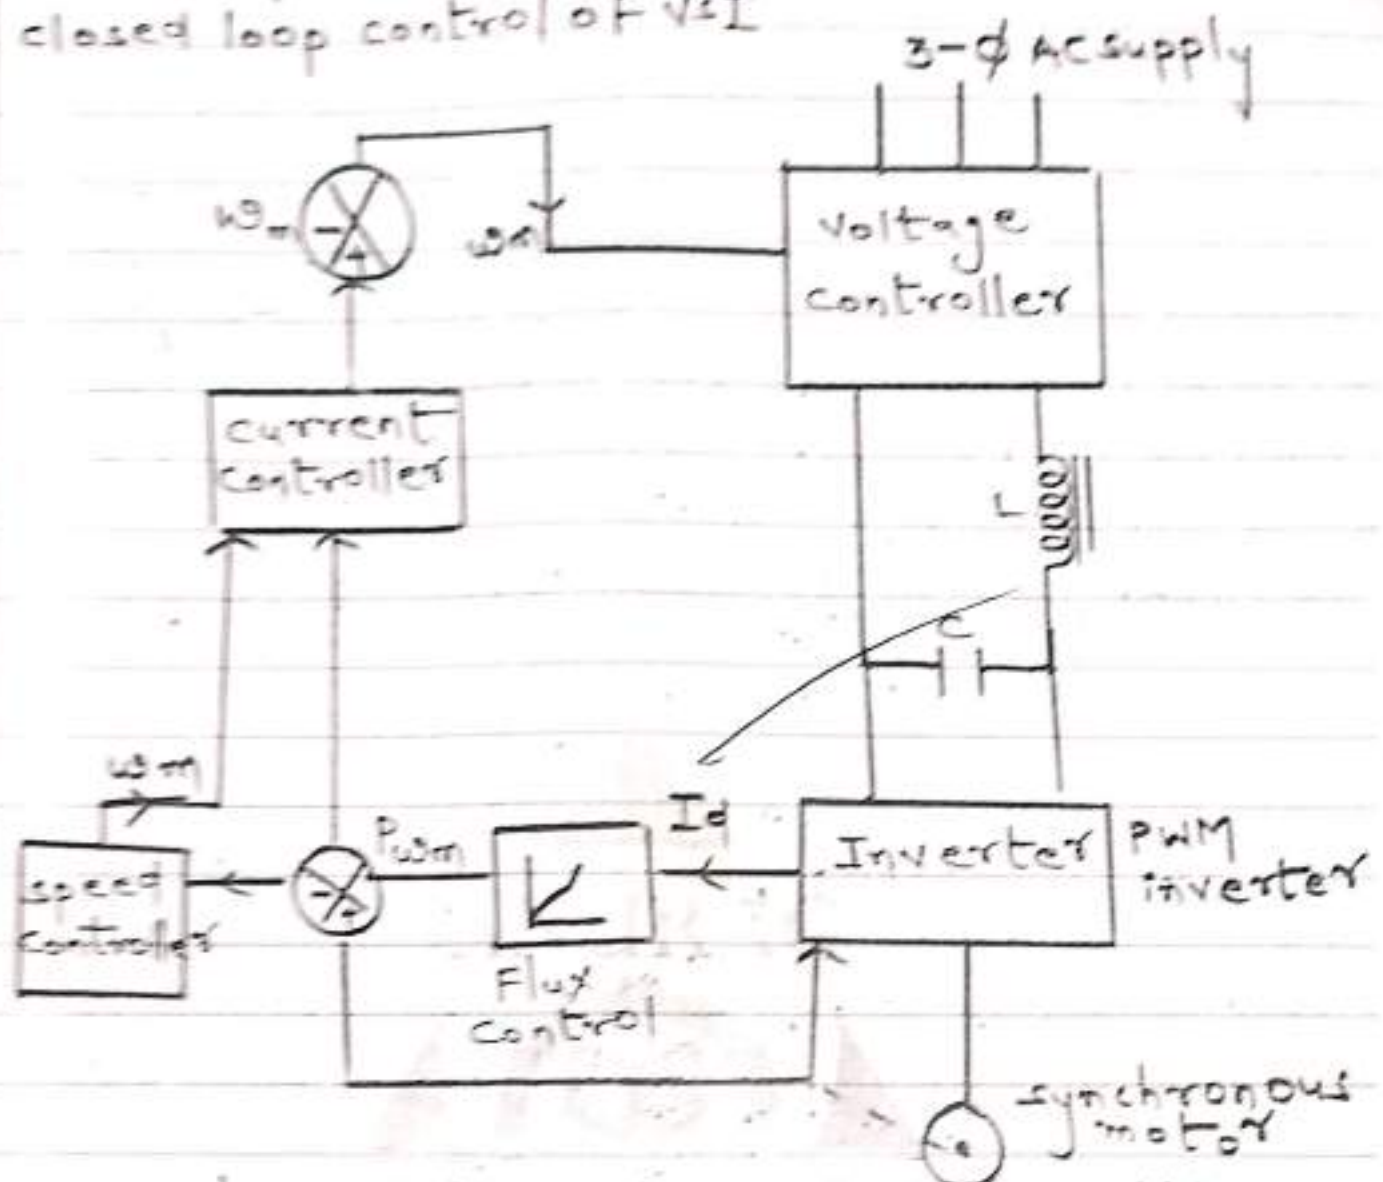 closed loop control of VSI
3-ϕ AC supply
ωm
-
+
ωm
voltage
controller
current
controller
L
C
ωm
speed
controller
-
+
Pωm
Flux
control
Id
Inverter
PWM
inverter
synchronous
motor